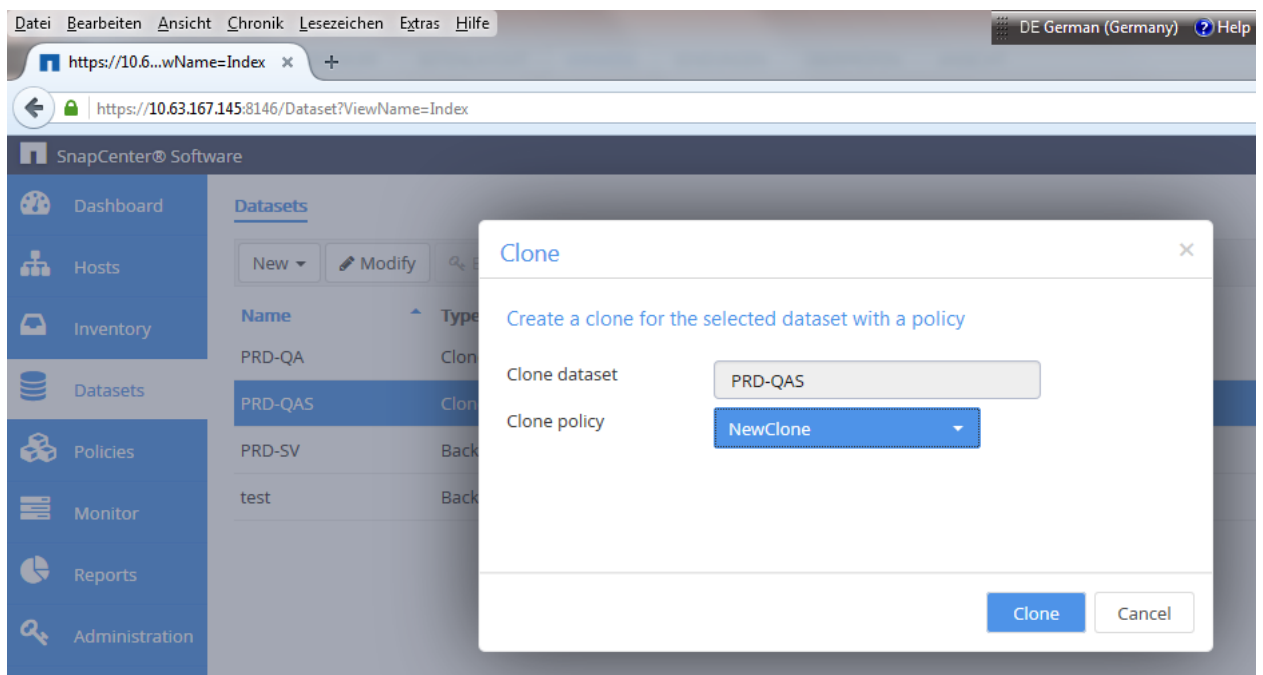 Datei Bearbeiten Ansicht Chronik Lesezeichen Extras Hilfe
DE German (Germany) Help
https://10.6...wName=Index
https://10.63.167.145:8146/Dataset?ViewName=Index
SnapCenter® Software
Dashboard
Hosts
Inventory
Datasets
Policies
Monitor
Reports
Administration
Datasets
New Modify
Name Type
PRD-QA Clon
PRD-QAS Clon
PRD-SV Back
test Back
Clone
Create a clone for the selected dataset with a policy
Clone dataset PRD-QAS
Clone policy NewClone
Clone Cancel